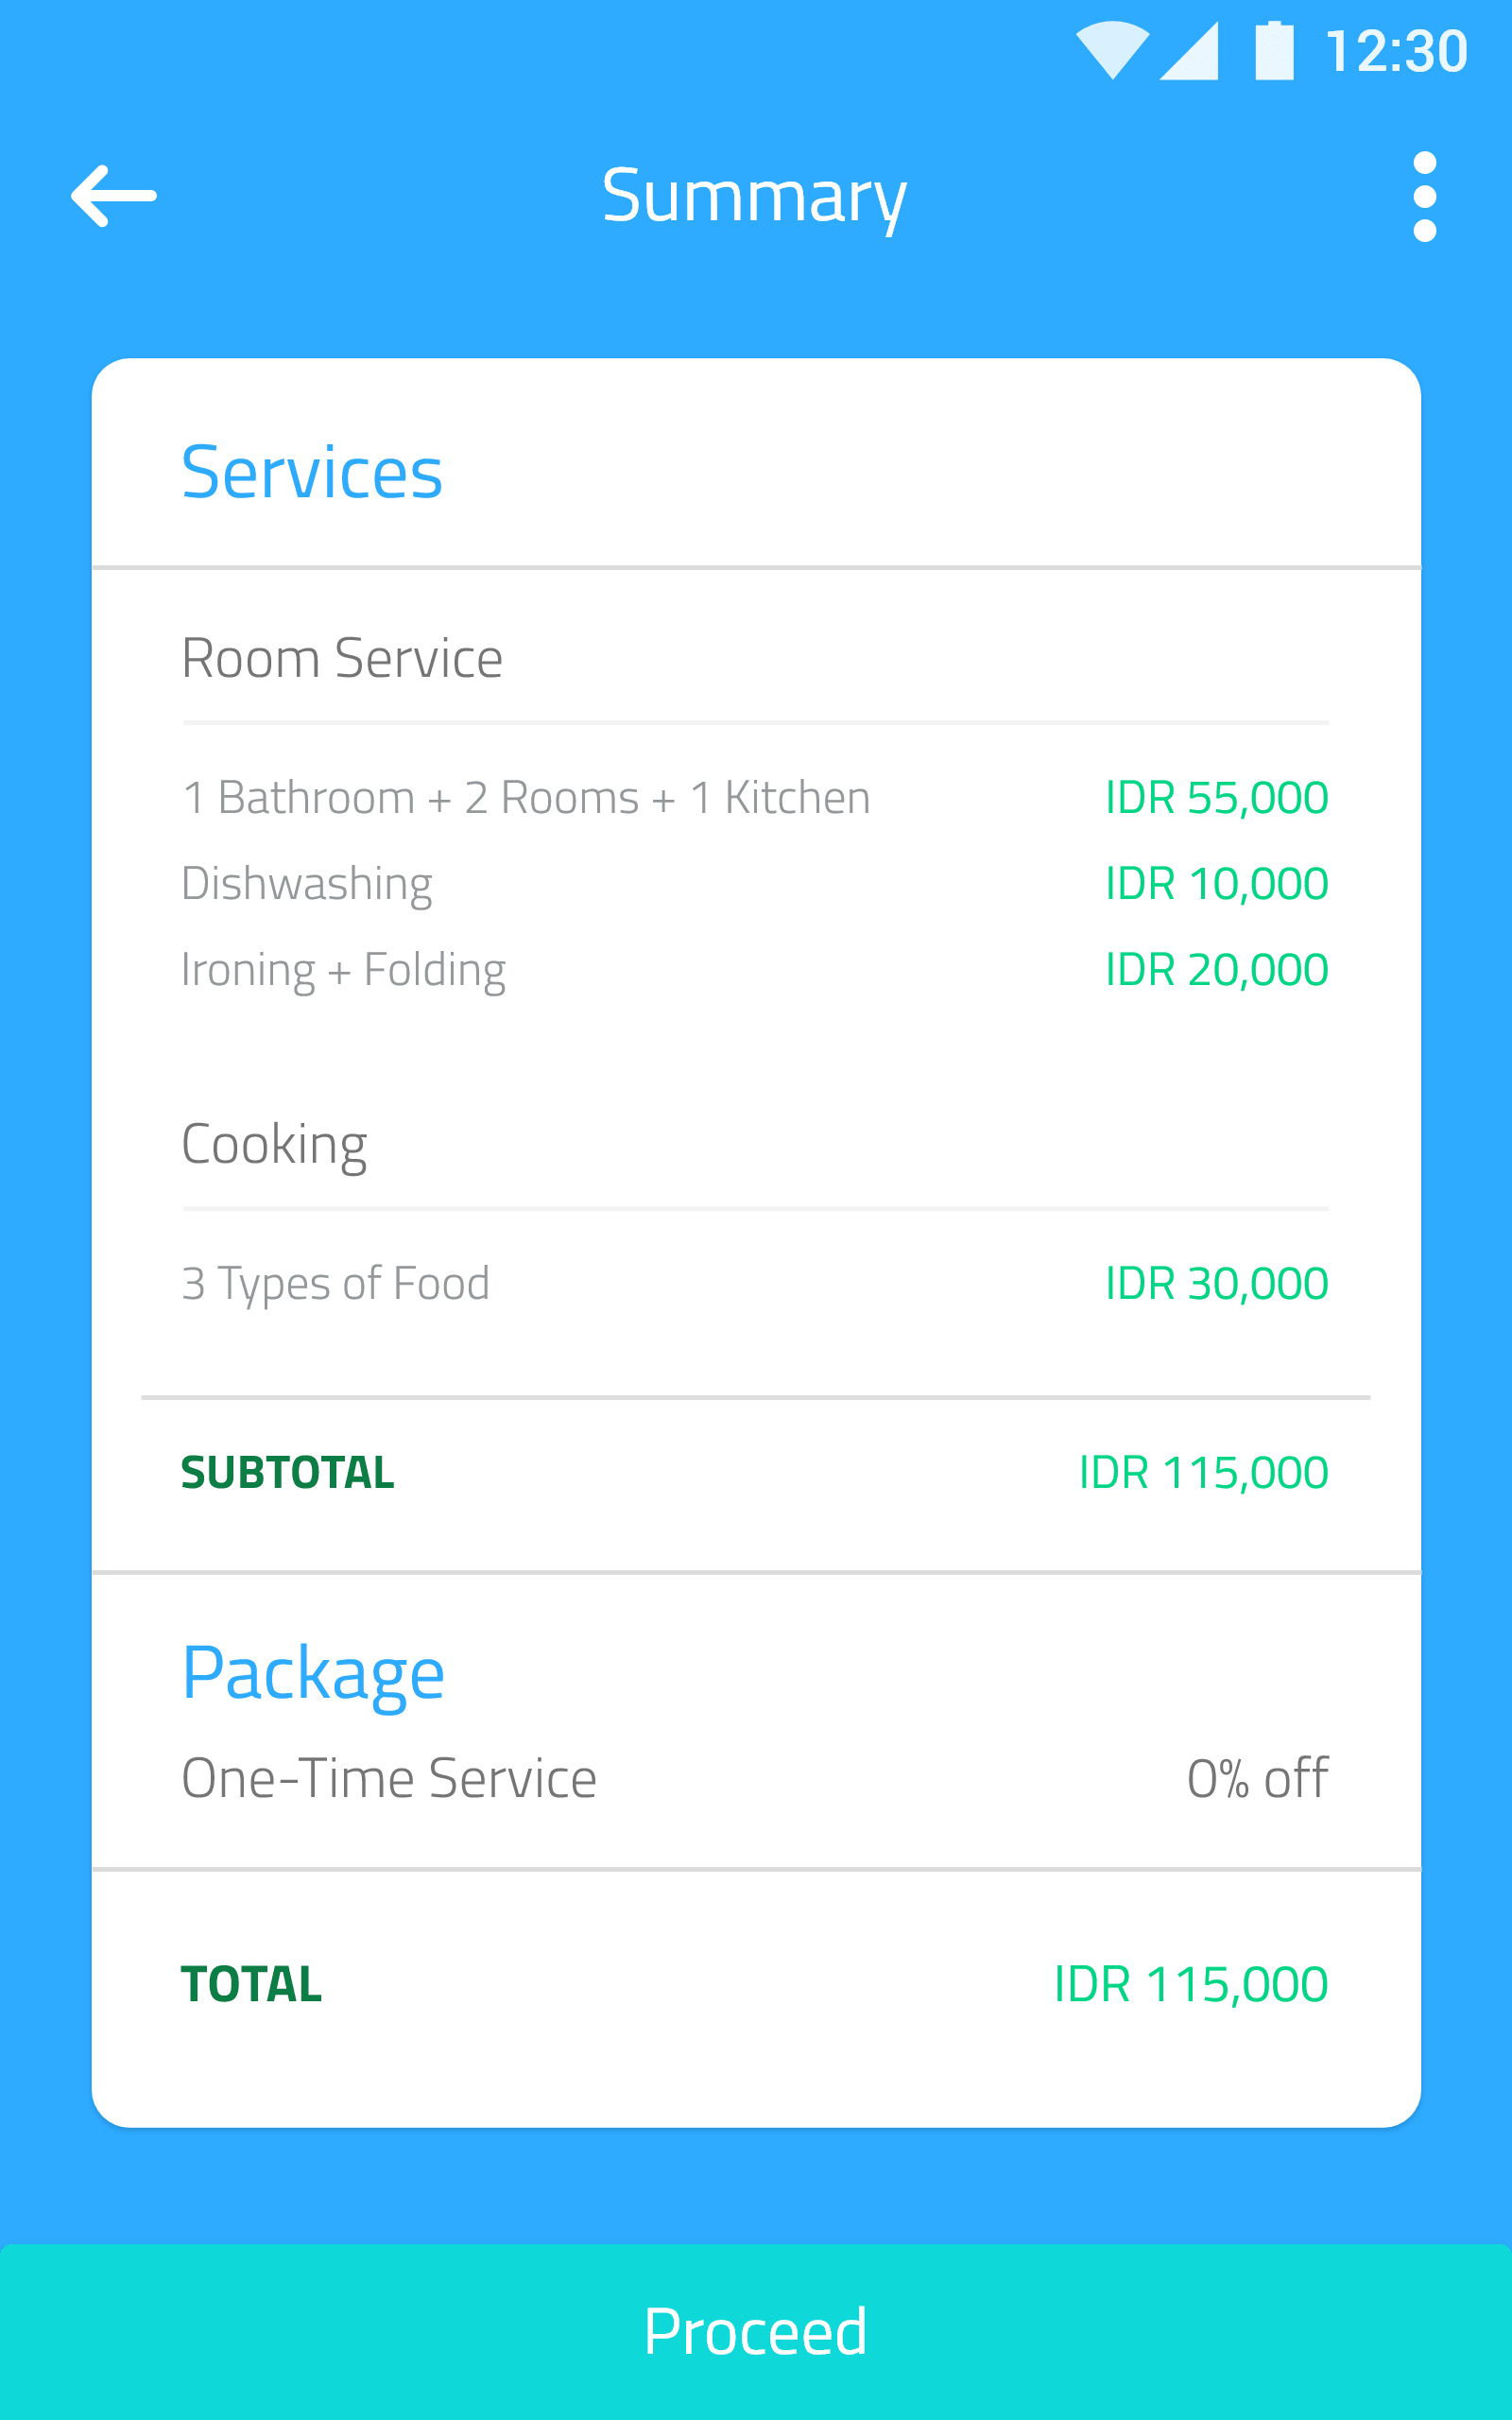 12:30
Summary
Services
Room Service
1 Bathroom + 2 Rooms + 1 Kitchen IDR 55,000
Dishwashing IDR 10,000
Ironing + Folding IDR 20,000
Cooking
3 Types of Food IDR 30,000
SUBTOTAL IDR 115,000
Package
One-Time Service 0% off
TOTAL IDR 115,000
Proceed